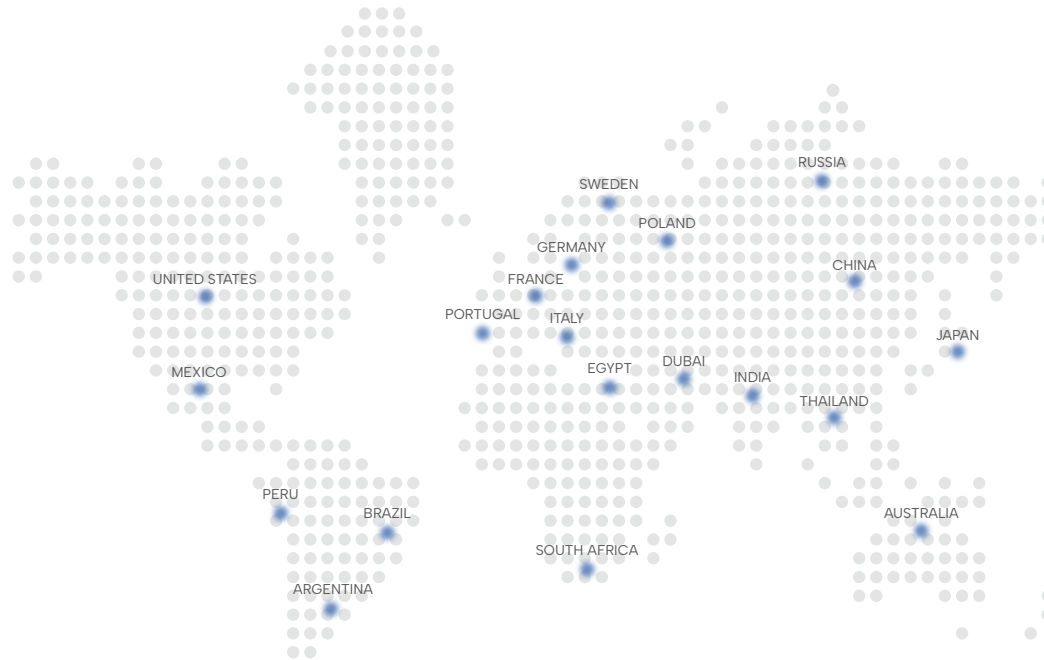 RUSSIA
SWEDEN
POLAND
GERMANY
CHINA
UNITED STATES
FRANCE
PORTUGAL
ITALY
JAPAN
DUBAI
EGYPT
MEXICO
INDIA
THAILAND
PERU
BRAZIL
AUSTRALIA
SOUTH AFRICA
ARGENTINA